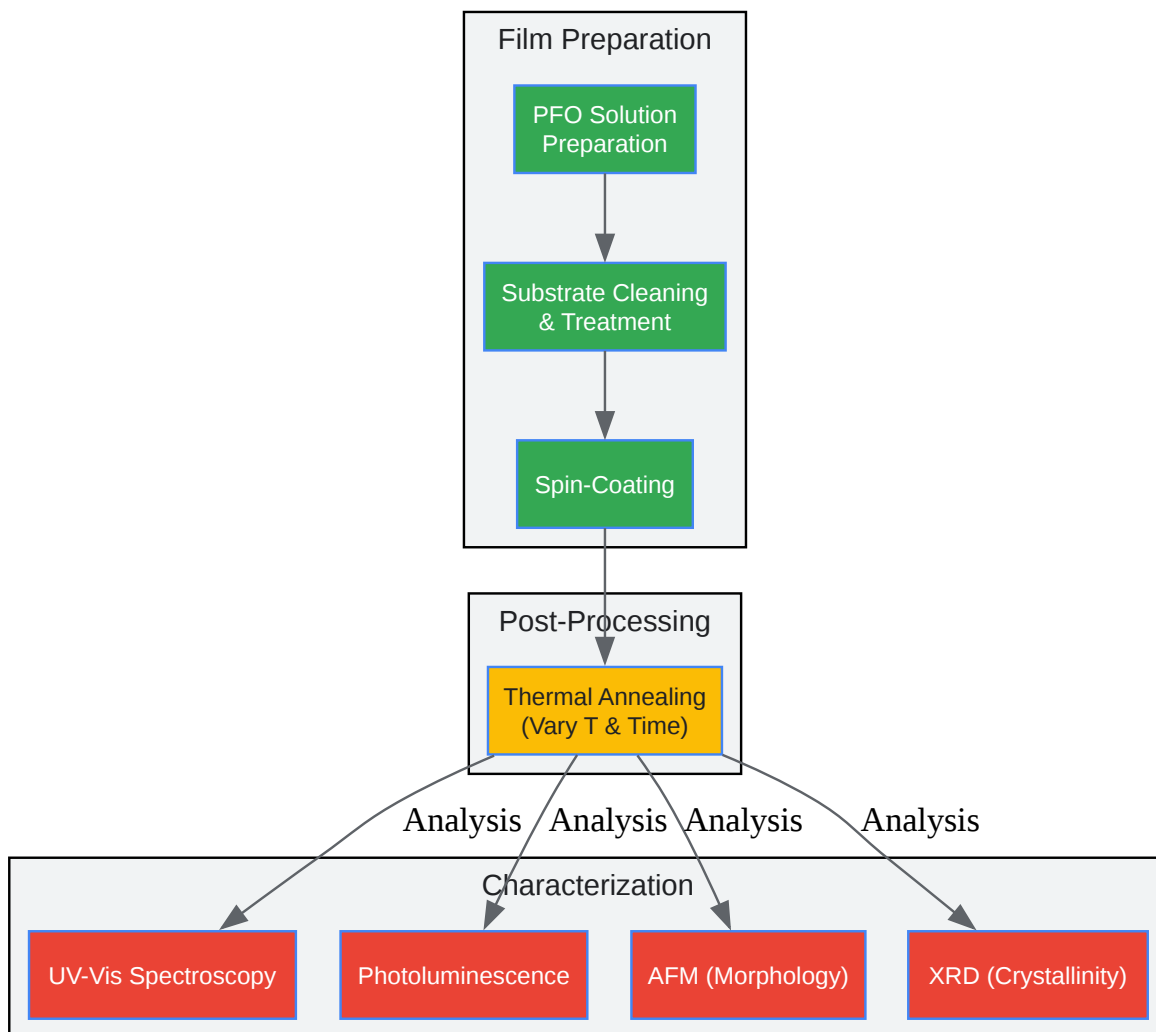 Film Preparation
PFO Solution
Preparation
Substrate Cleaning
& Treatment
Spin-Coating
Post-Processing
Thermal Annealing
(Vary T & Time)
Analysis Analysis Analysis Analysis
Characterization
UV-Vis Spectroscopy
Photoluminescence
AFM (Morphology)
XRD (Crystallinity)